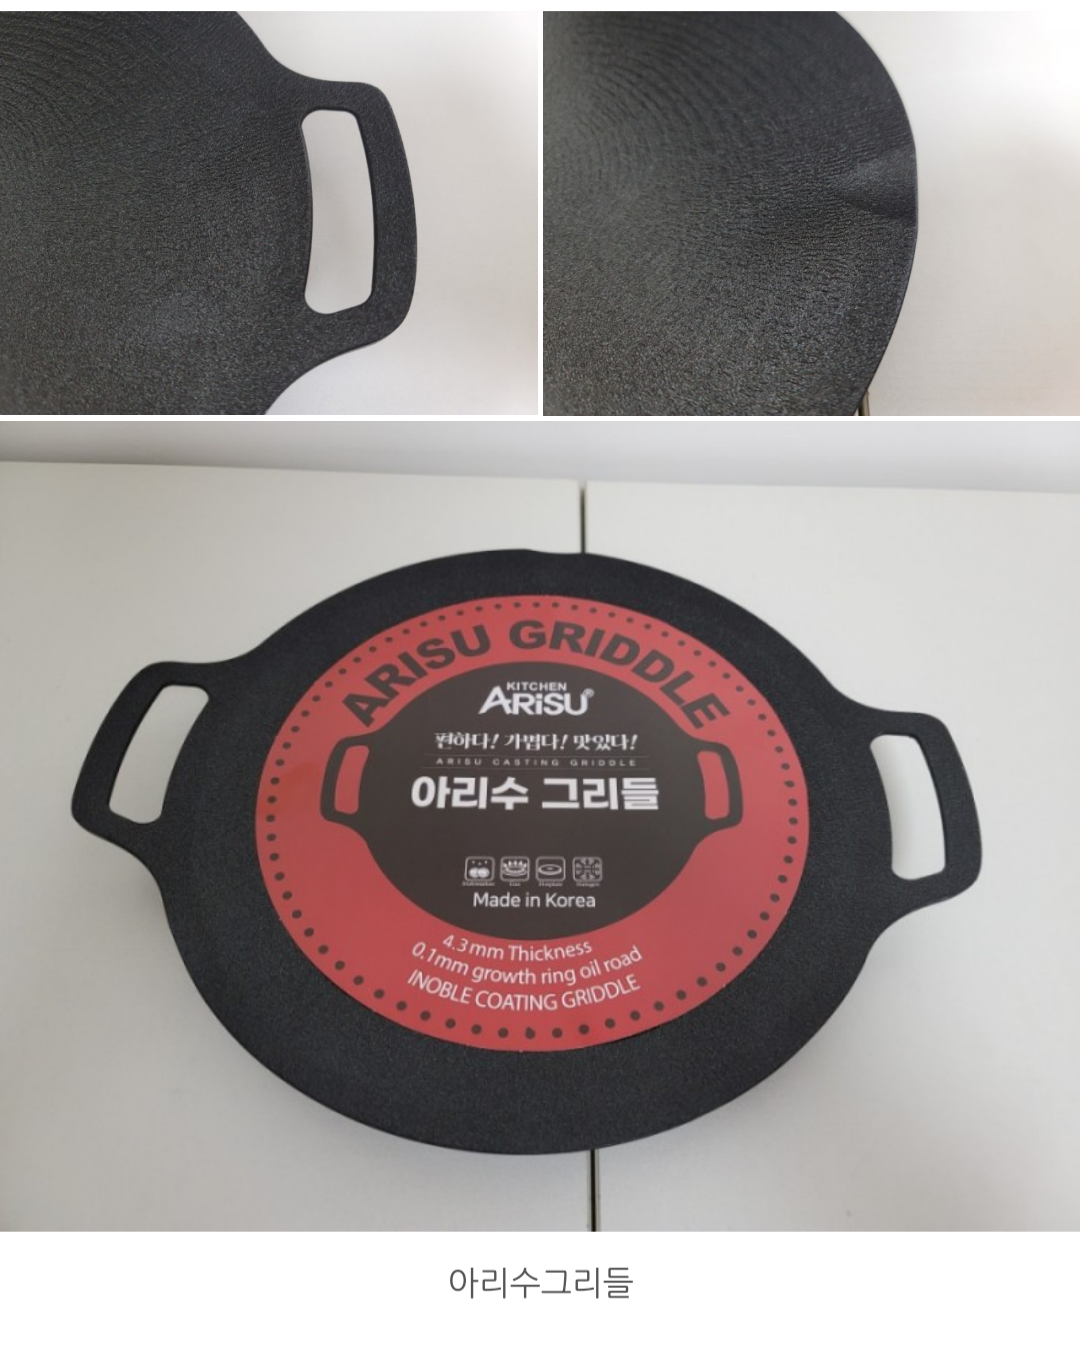 ARISU GRIDDLE
KITCHEN
ARiSU®
편하다! 가볍다! 맛있다!
ARISU CASTING GRIDDLE
아리수 그리들
Made in Korea
4.3mm Thickness
0.1mm growth ring oil road
INOBLE COATING GRIDDLE
아리수그리들